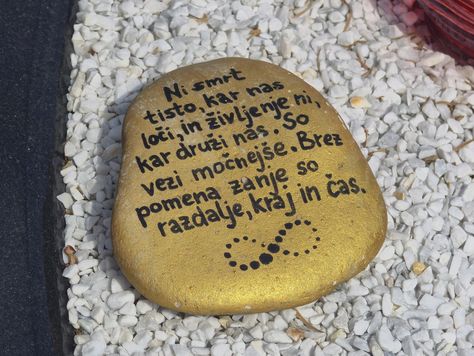 Ni smrt
tisto, kar nas
loči, in življenje ni,
kar druži nas. So
vezi močnejše. Brez
pomena zanje so
razdalje, kraj in čas.